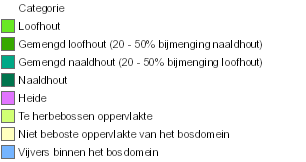 Categorie
Loofhout
Gemengd loofhout (20 - 50% bijmenging naaldhout)
Gemengd naaldhout (20 - 50% bijmenging loofhout)
Naaldhout
Heide
Te herbebossen oppervlakte
Niet beboste oppervlakte van het bosdomein
Vijvers binnen het bosdomein